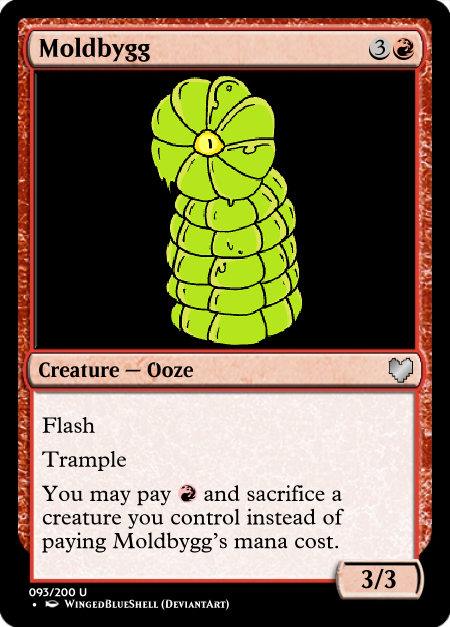 Moldbygg 3
Creature — Ooze
Flash
Trample
You may pay and sacrifice a
creature you control instead of
paying Moldbygg's mana cost.
3/3
093/200 U
• WingedBlueShell (DeviantArt)